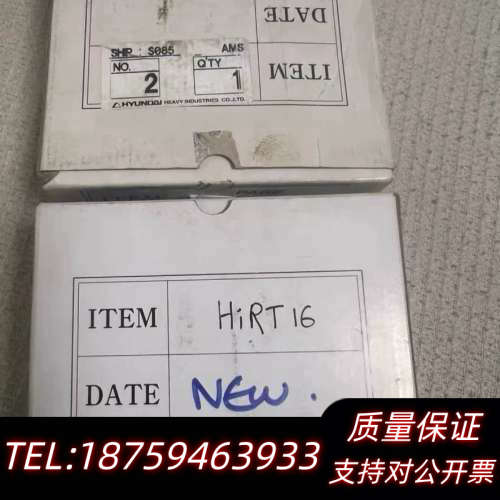 DATE
ITEM
SHIP : S085 AMS
NO. Q'TY
2 1
HYUNDAI HEAVY INDUSTRIES CO.,LTD.
ITEM HiRT16
DATE NEW.
TEL:18759463933
质量保证
支持对公开票